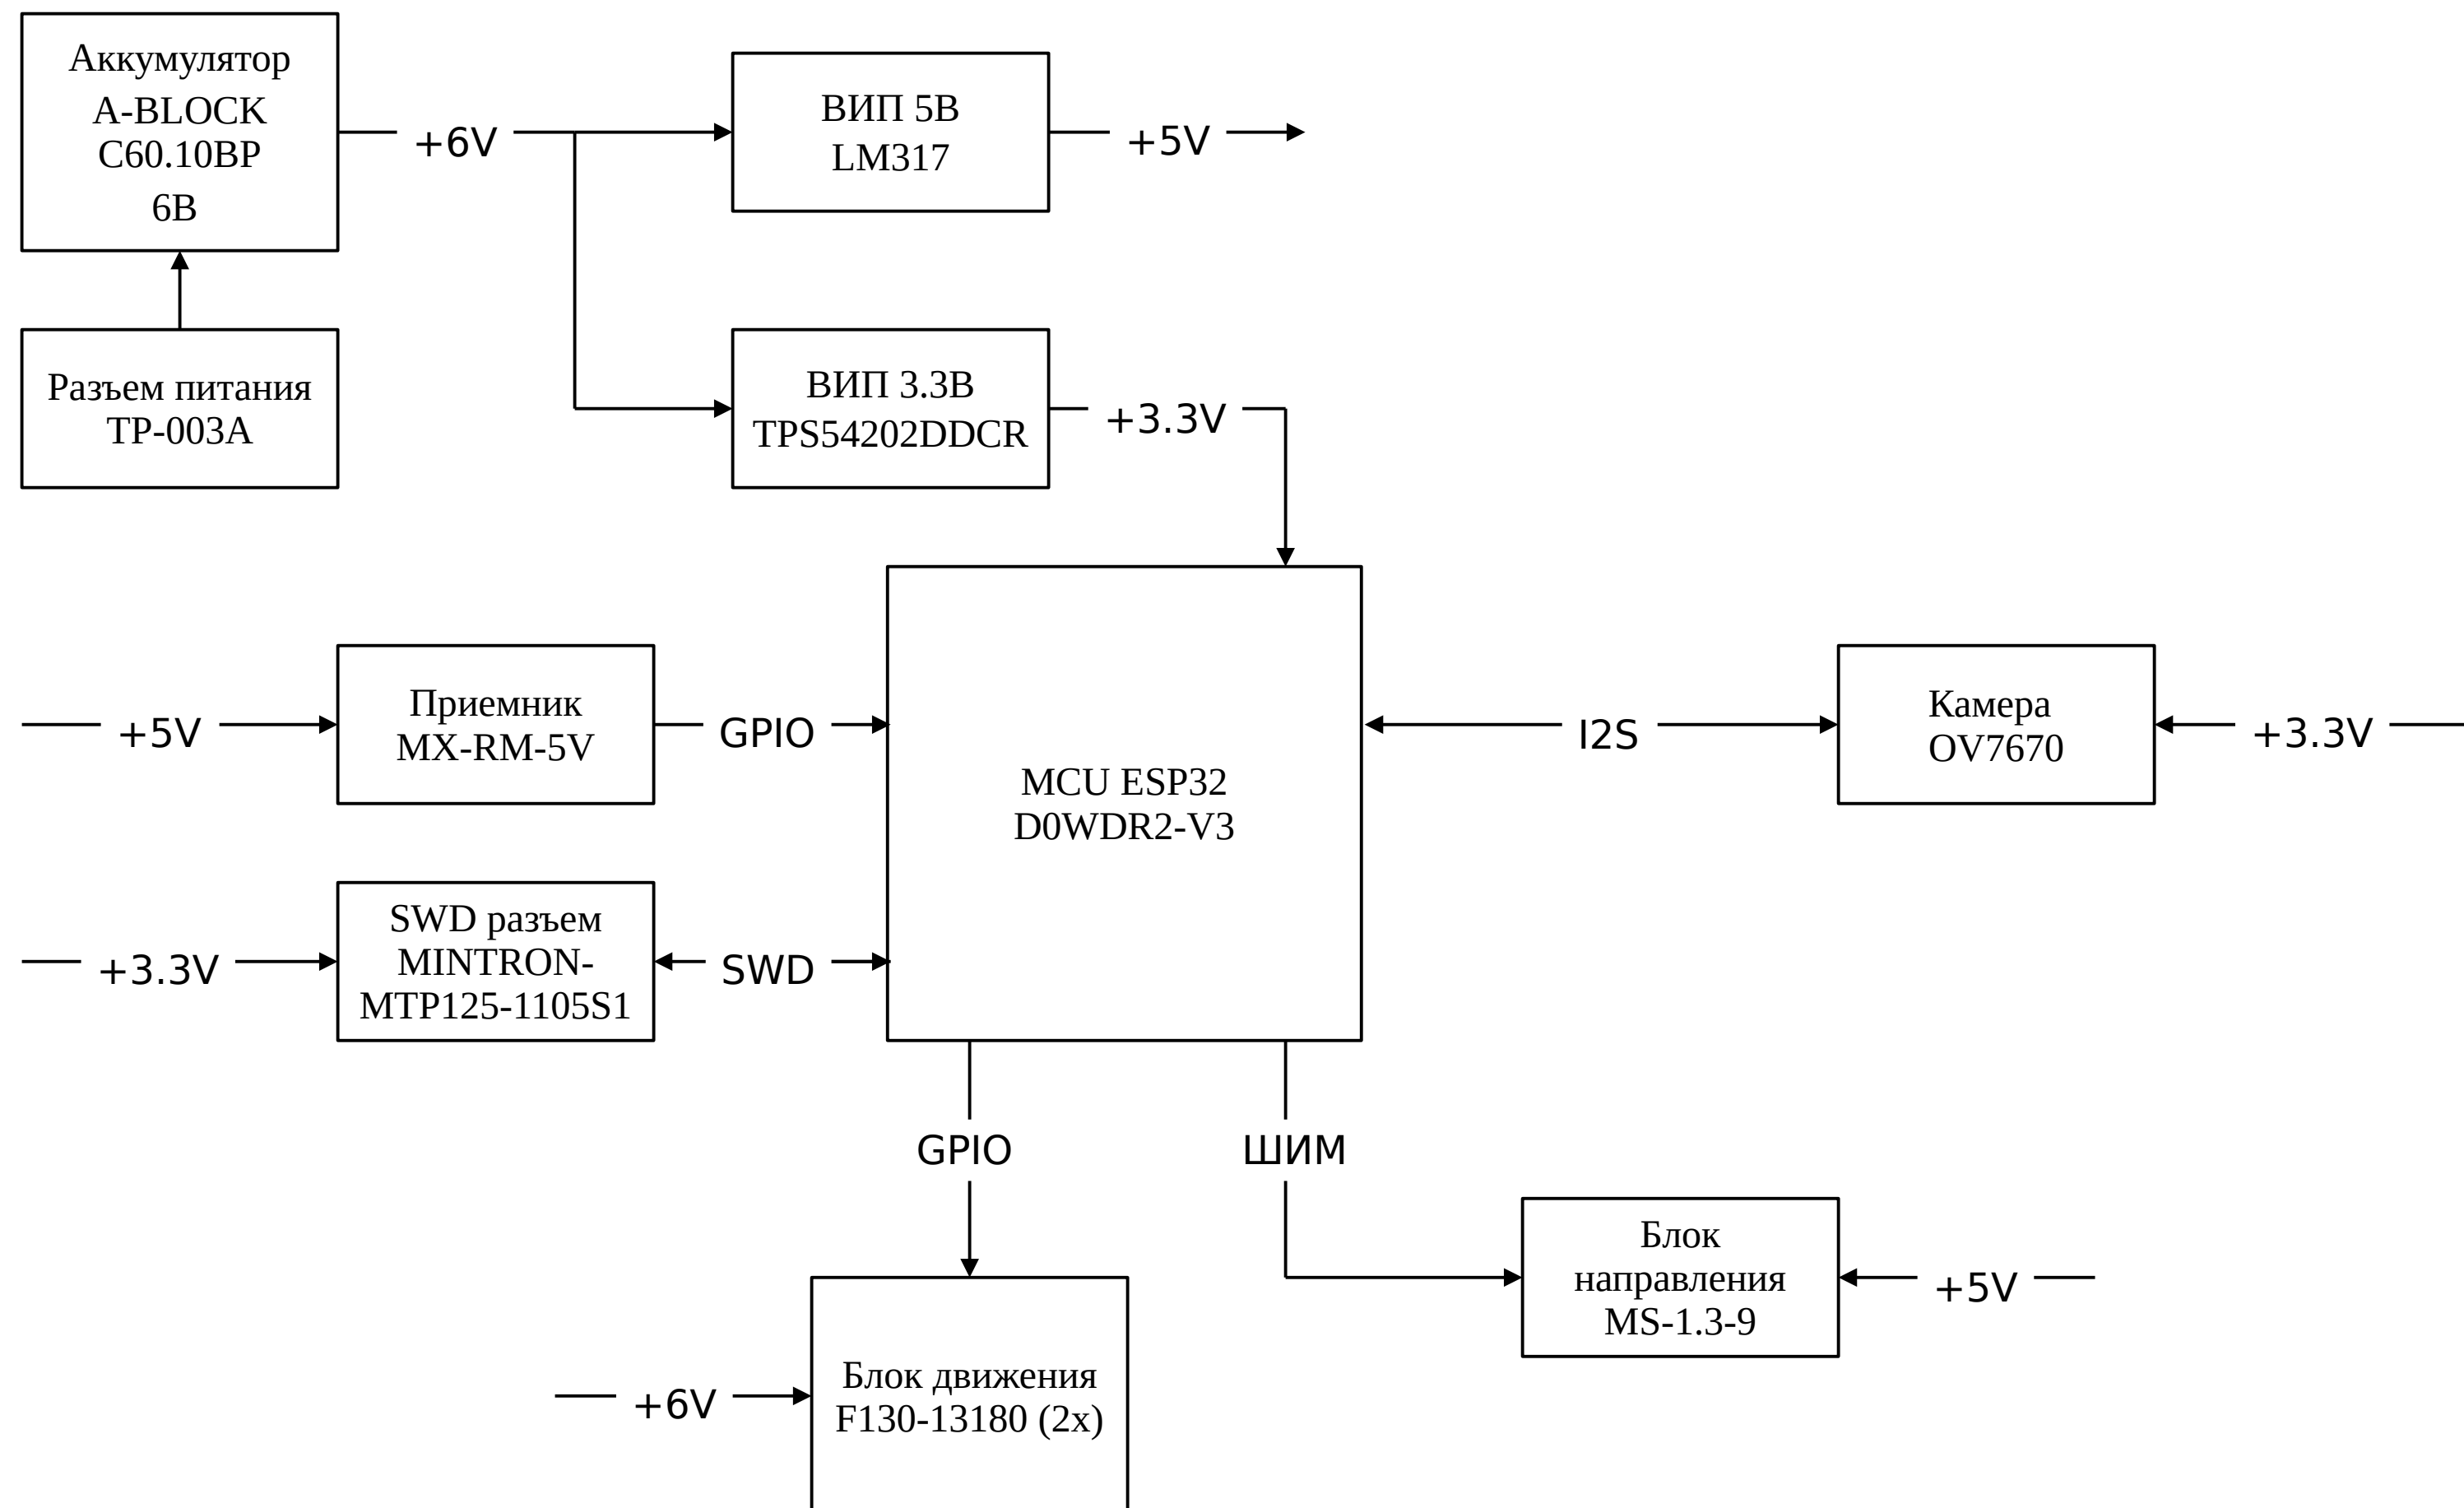 Аккумулятор
A-BLOCK
C60.10BP
6В
+6V
ВИП 5В
LM317
+5V
Разъем питания
TP-003A
ВИП 3.3В
TPS54202DDCR
+3.3V
+5V
Приемник
MX-RM-5V
GPIO
MCU ESP32
D0WDR2-V3
I2S
Камера
OV7670
+3.3V
+3.3V
SWD разъем
MINTRON-
MTP125-1105S1
SWD
GPIO
ШИМ
Блок
направления
MS-1.3-9
+5V
+6V
Блок движения
F130-13180 (2x)